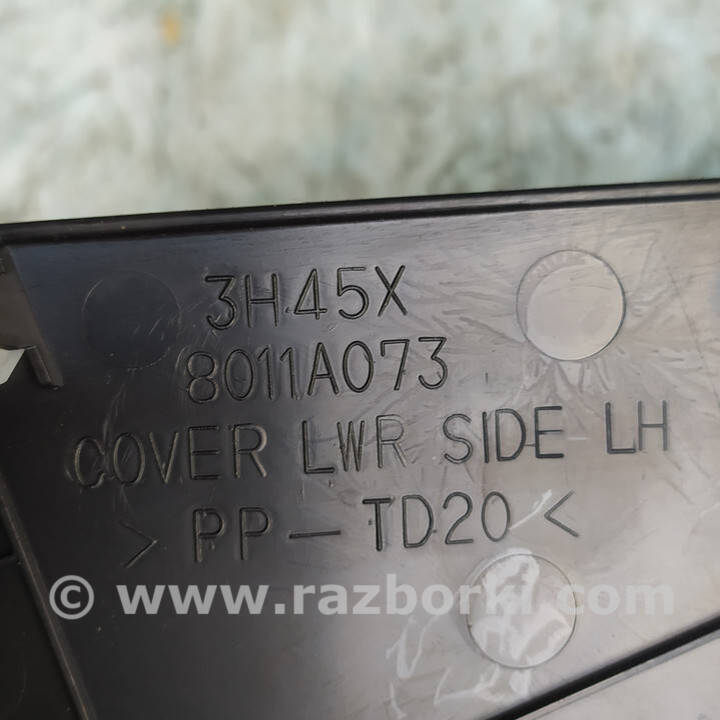 3H45X
8011A073
COVER LWR SIDE LH
> PP-TD20 <
© www.razborki.com